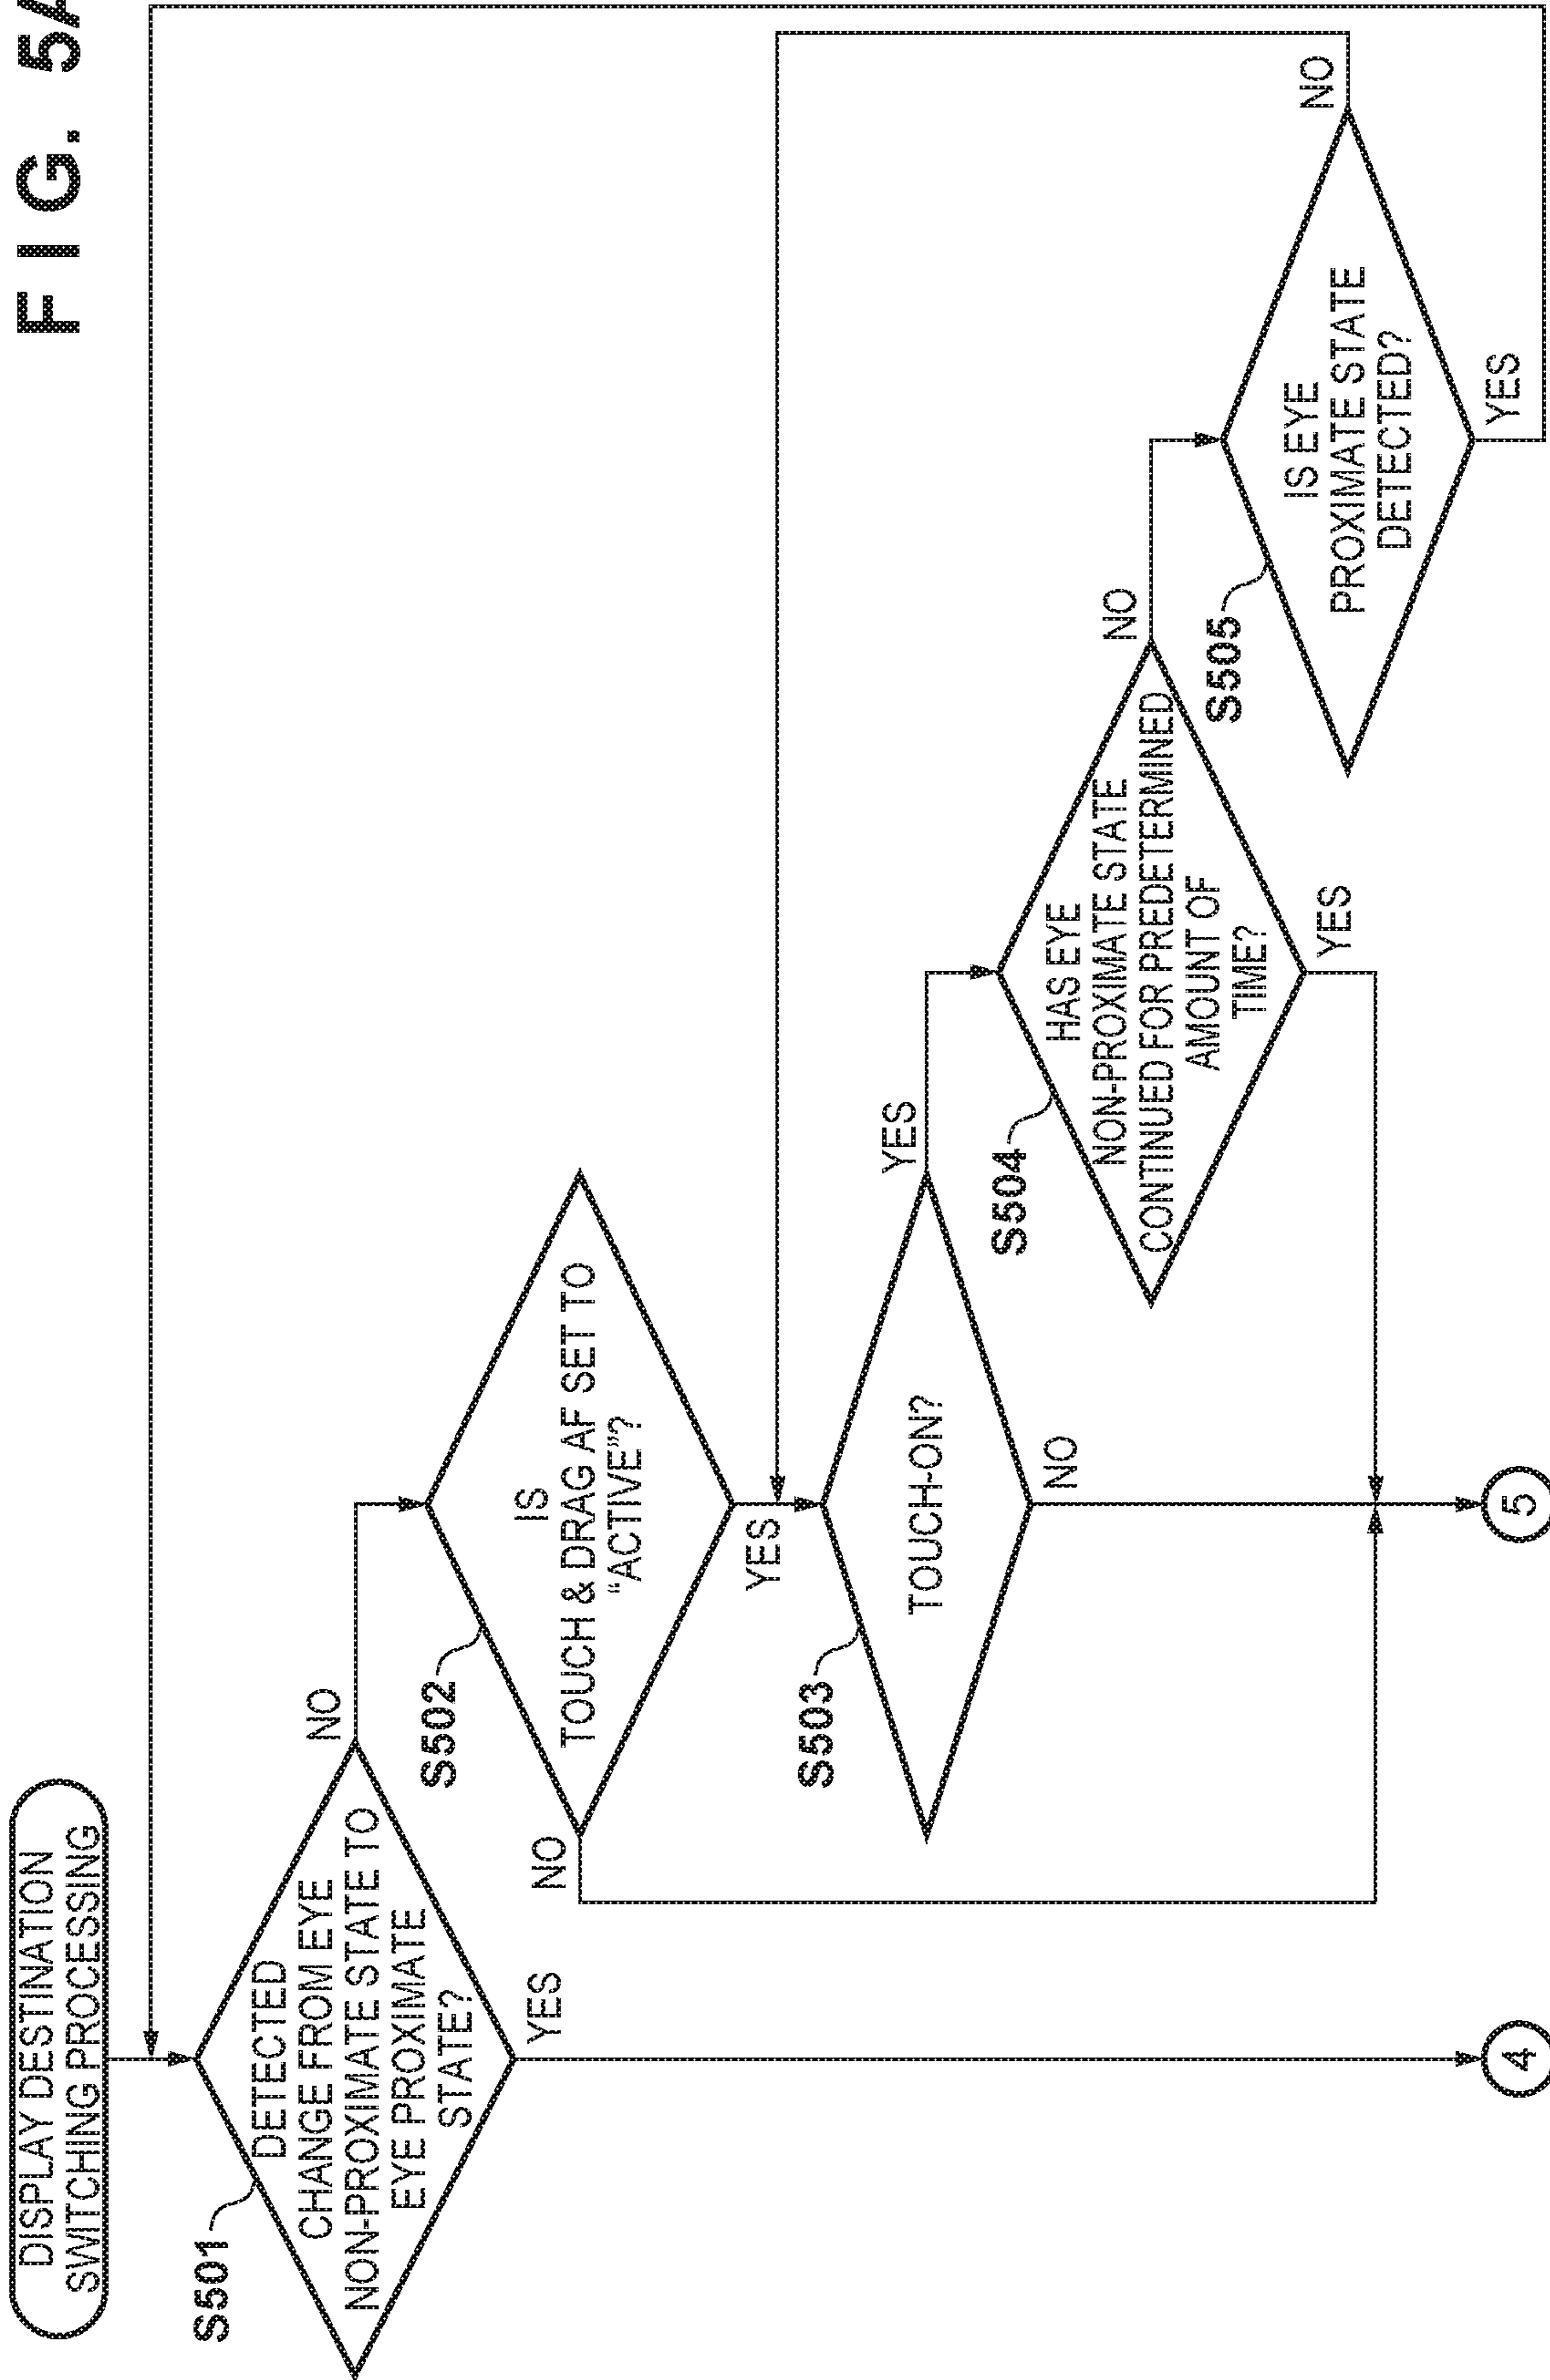 FIG. 5A
DISPLAY DESTINATION
SWITCHING PROCESSING
S501
DETECTED
CHANGE FROM EYE
NON-PROXIMATE STATE TO
EYE PROXIMATE
STATE?
NO
YES
S502
IS
TOUCH & DRAG AF SET TO
“ACTIVE”?
NO
YES
S503
TOUCH-ON?
YES
NO
S504
HAS EYE
NON-PROXIMATE STATE
CONTINUED FOR PREDETERMINED
AMOUNT OF
TIME?
NO
YES
S505
IS EYE
PROXIMATE STATE
DETECTED?
NO
YES
4
5